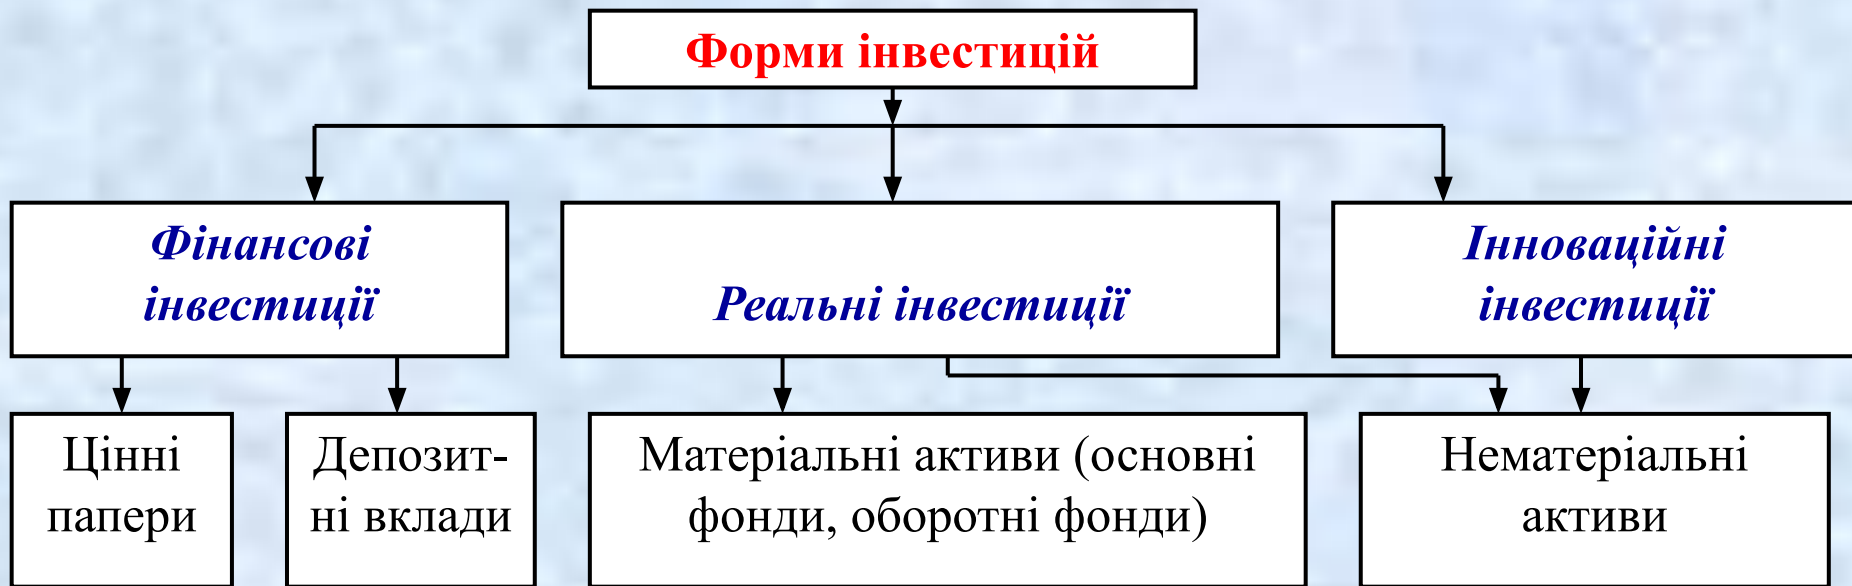 Форми інвестицій
Фінансові
інвестиції
Реальні інвестиції
Інноваційні
інвестиції
Цінні
папери
Депозит-
ні вклади
Матеріальні активи (основні
фонди, оборотні фонди)
Нематеріальні
активи